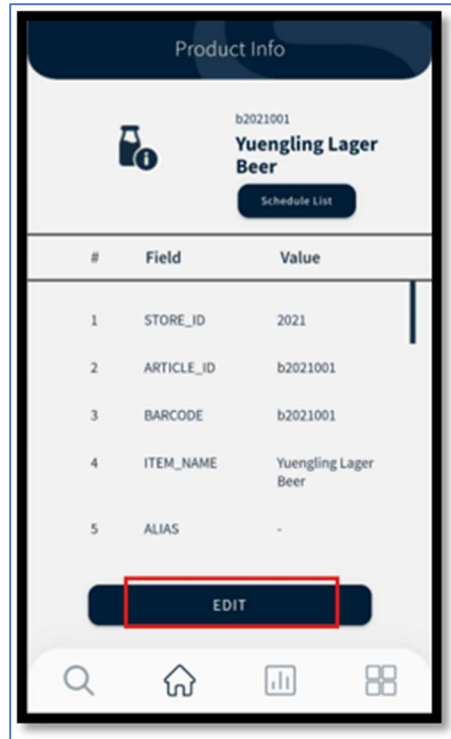 Product Info
b2021001
Yuengling Lager
Beer
Schedule List
# Field Value
1 STORE_ID 2021
2 ARTICLE_ID b2021001
3 BARCODE b2021001
4 ITEM_NAME Yuengling Lager
Beer
5 ALIAS -
EDIT